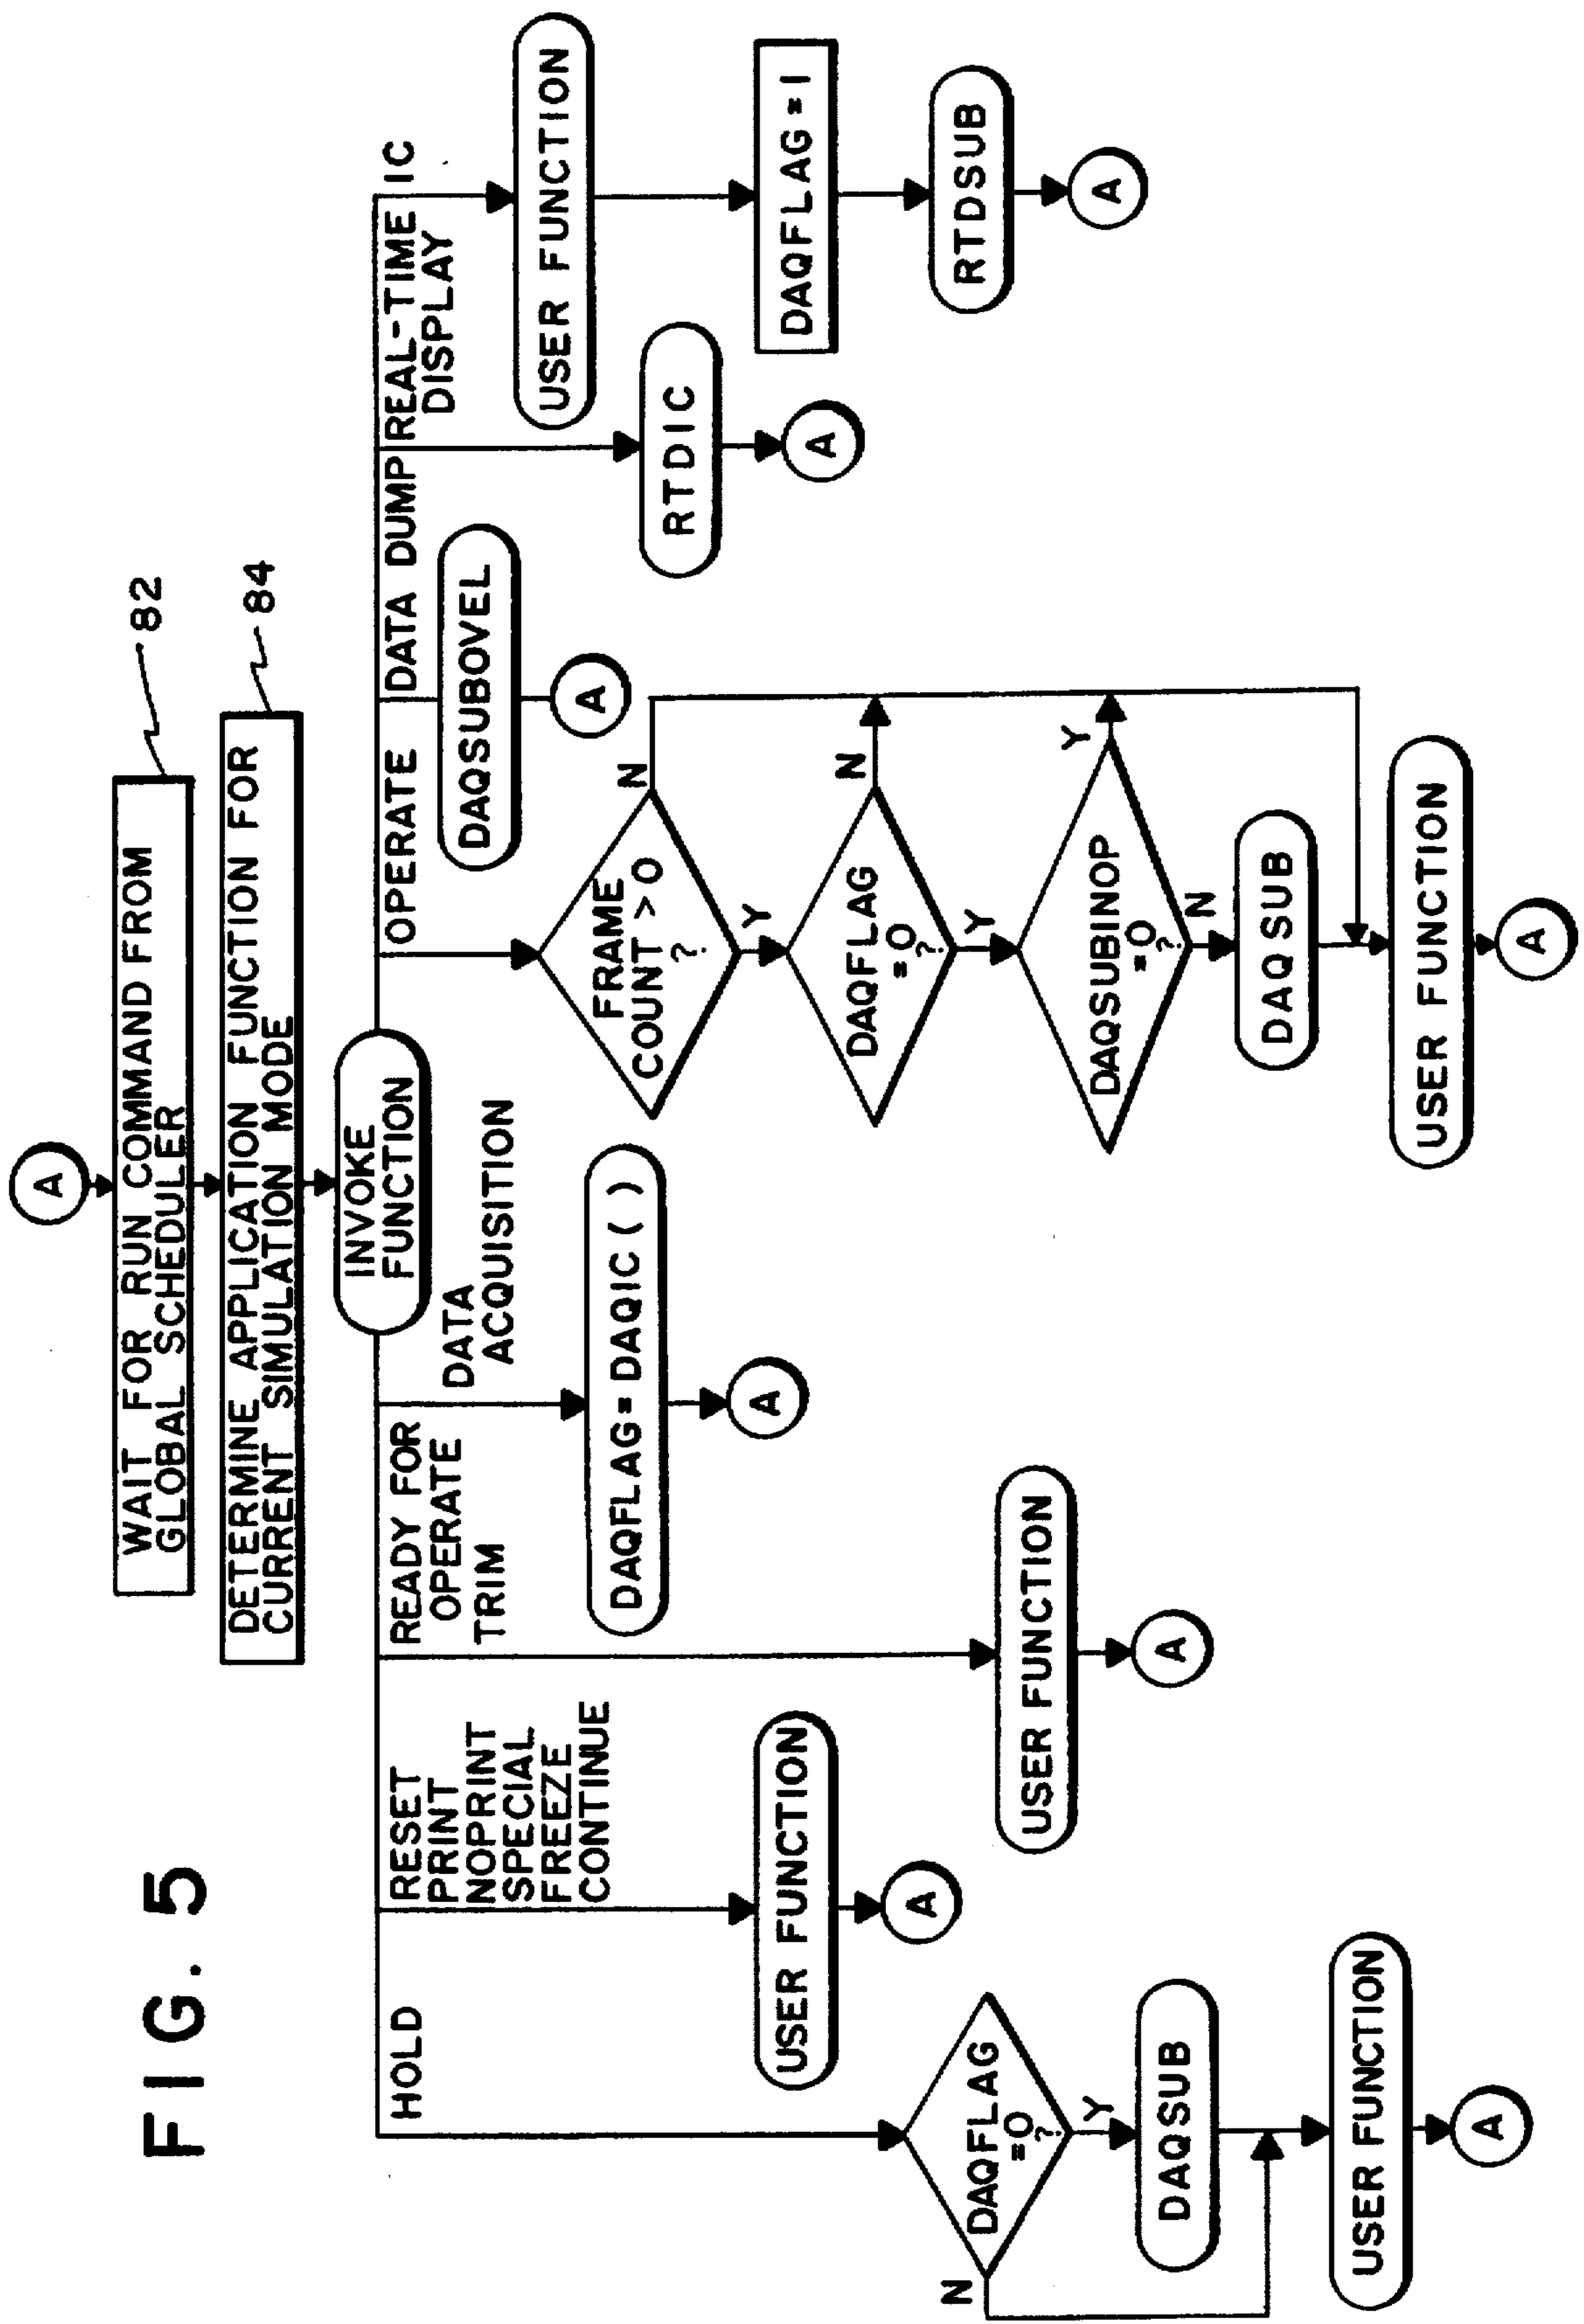 FIG. 5
A
WAIT FOR RUN COMMAND FROM
GLOBAL SCHEDULER
82
DETERMINE APPLICATION FUNCTION FOR
CURRENT SIMULATION MODE
84
INVOKE
FUNCTION
HOLD
DAQFLAG
=0
?
N
Y
DAQSUB
USER FUNCTION
A
RESET
PRINT
NOPRINT
SPECIAL
FREEZE
CONTINUE
USER FUNCTION
A
READY FOR
OPERATE
TRIM
USER FUNCTION
A
DATA
ACQUISITION
DAQFLAG=DAQIC ( )
A
OPERATE
FRAME
COUNT > 0
?
N
Y
DAQFLAG
=0
?
N
Y
DAQSUBINOP
=0
?
Y
N
DAQSUB
USER FUNCTION
A
DATA DUMP
DAQSUBOVEL
A
REAL-TIME
DISPLAY
RTDIC
A
IC
USER FUNCTION
DAQFLAG=1
RTDSUB
A